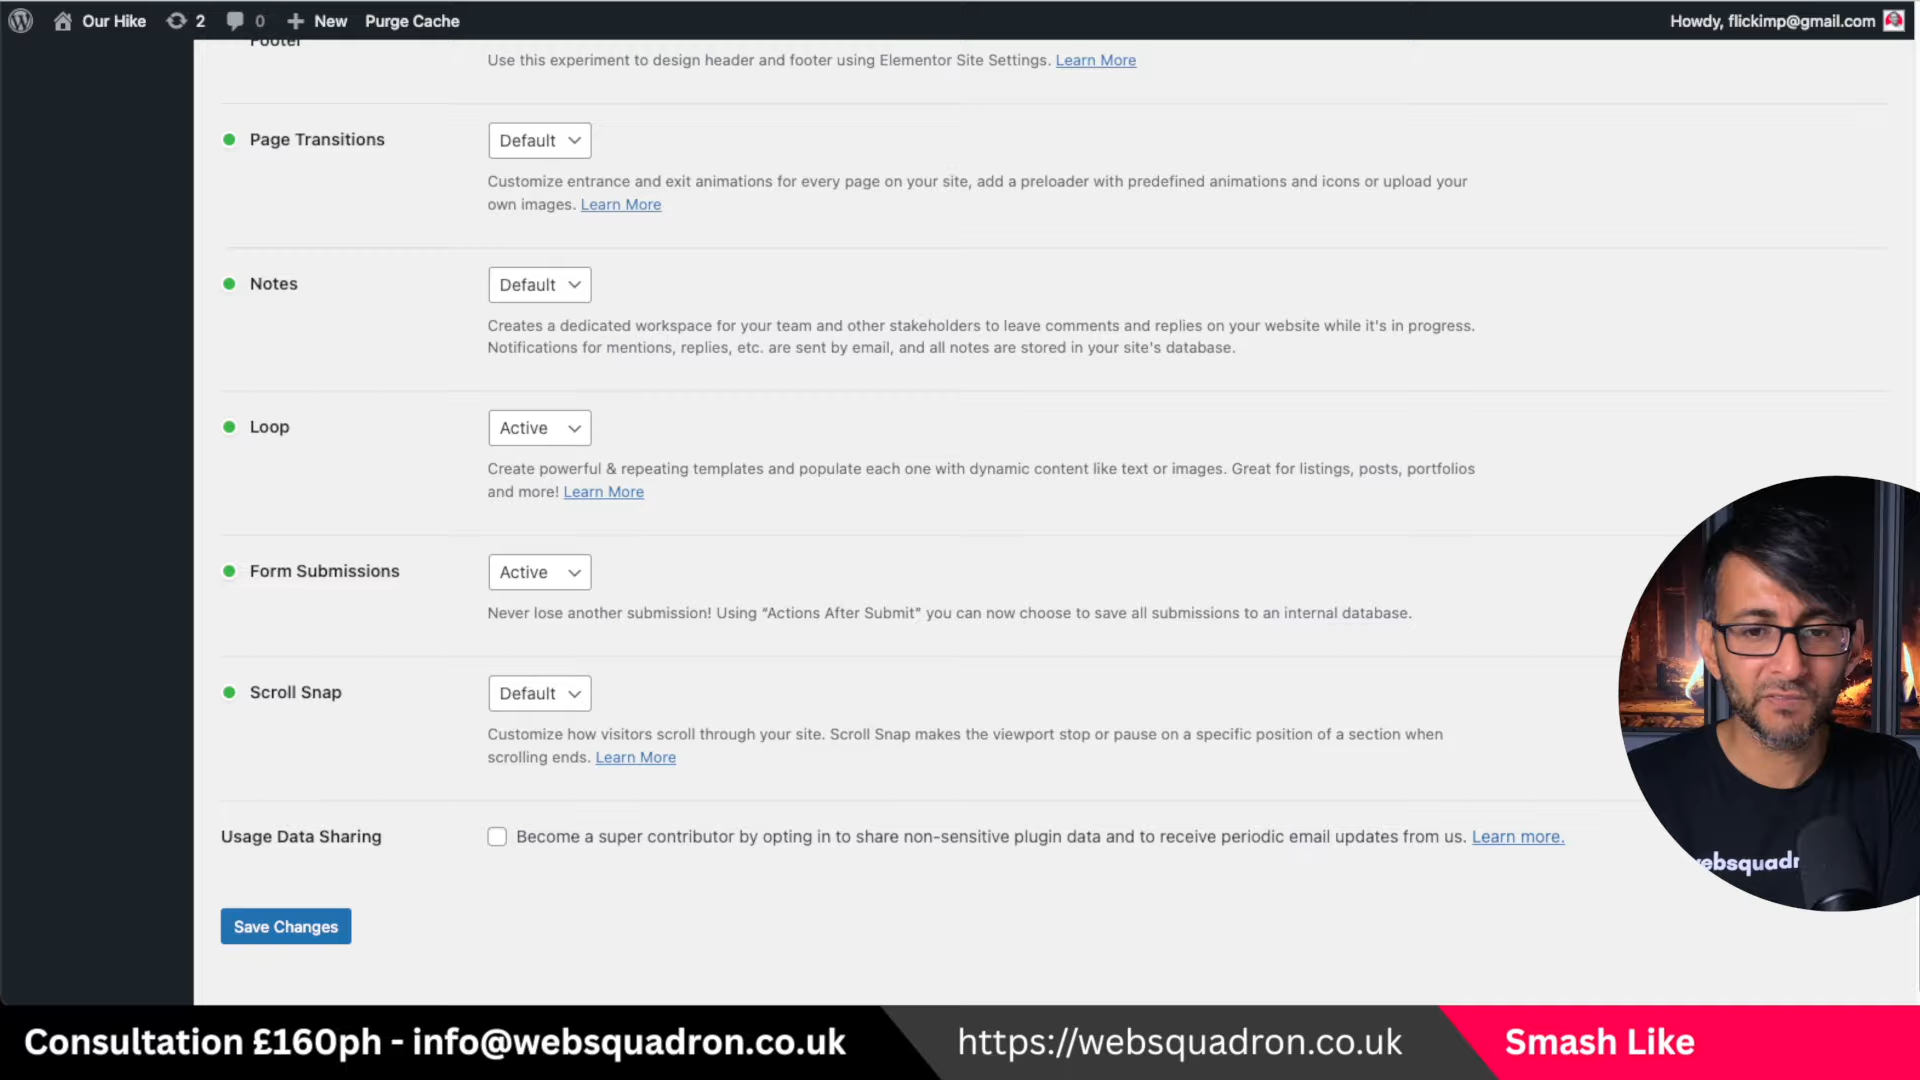 Our Hike 2 0 New Purge Cache Howdy, flickimp@gmail.com
Footer
Use this experiment to design header and footer using Elementor Site Settings. Learn More
Page Transitions Default
Customize entrance and exit animations for every page on your site, add a preloader with predefined animations and icons or upload your
own images. Learn More
Notes Default
Creates a dedicated workspace for your team and other stakeholders to leave comments and replies on your website while it's in progress.
Notifications for mentions, replies, etc. are sent by email, and all notes are stored in your site's database.
Loop Active
Create powerful & repeating templates and populate each one with dynamic content like text or images. Great for listings, posts, portfolios
and more! Learn More
Form Submissions Active
Never lose another submission! Using “Actions After Submit" you can now choose to save all submissions to an internal database.
Scroll Snap Default
Customize how visitors scroll through your site. Scroll Snap makes the viewport stop or pause on a specific position of a section when
scrolling ends. Learn More
Usage Data Sharing Become a super contributor by opting in to share non-sensitive plugin data and to receive periodic email updates from us. Learn more.
websquadr
Save Changes
Consultation £160ph - info@websquadron.co.uk https://websquadron.co.uk Smash Like